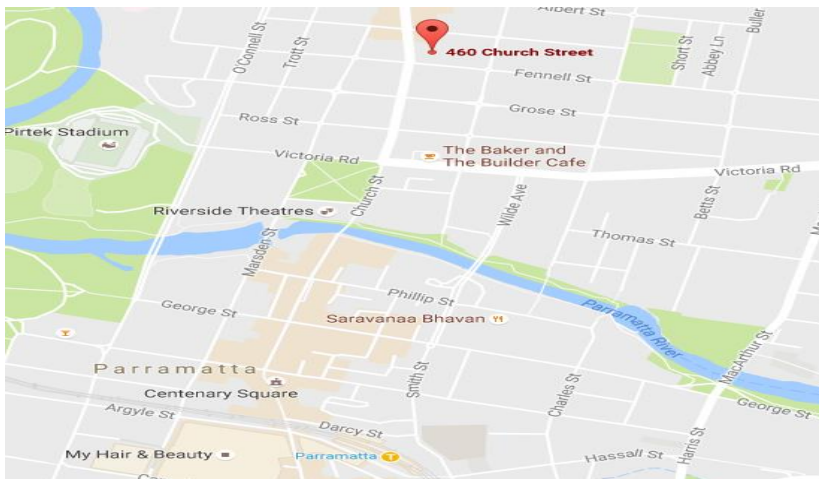 Albert St
Buller
O'Connell St
Trott St
460 Church Street
Short St
Abbey Ln
Fennell St
Grose St
Ross St
Pirtek Stadium
Victoria Rd
The Baker and
The Builder Cafe
Victoria Rd
Church St
Betts St
Riverside Theatres
Wilde Ave
Marsden St
Thomas St
Phillip St
George St
Saravanaa Bhavan
Parramatta River
Parramatta
MacArthur St
Centenary Square
Smith St
Charles St
George St
Argyle St
Darcy St
Harris St
My Hair & Beauty
Parramatta
Hassall St